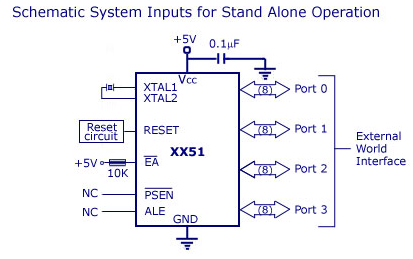 Schematic System Inputs for Stand Alone Operation
+5V
0.1µF
Vcc
XTAL1
XTAL2
(8)
Port 0
Reset
circuit
RESET
(8)
Port 1
XX51
External
World
Interface
+5V
EA
10K
(8)
Port 2
NC
PSEN
NC
ALE
(8)
Port 3
GND